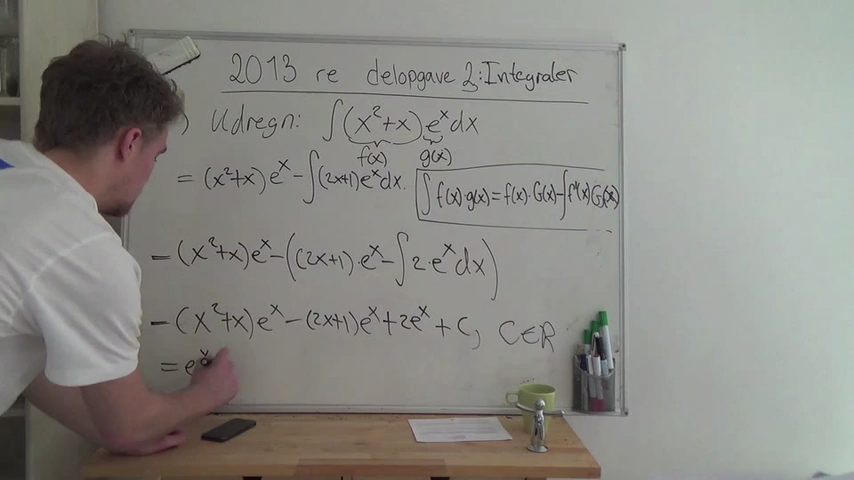 2013 re delopgave 2: Integraler
) Udregn: ∫(x²+x)eˣdx
f(x) g(x)
= (x²+x)eˣ - ∫(2x+1)eˣdx.
∫f(x)·g(x) = f(x)·G(x) - ∫f'(x)G(x)
= (x²+x)eˣ - ((2x+1)·eˣ - ∫2·eˣdx)
= (x²+x)eˣ - (2x+1)eˣ + 2eˣ + C, C∈R
= eˣ